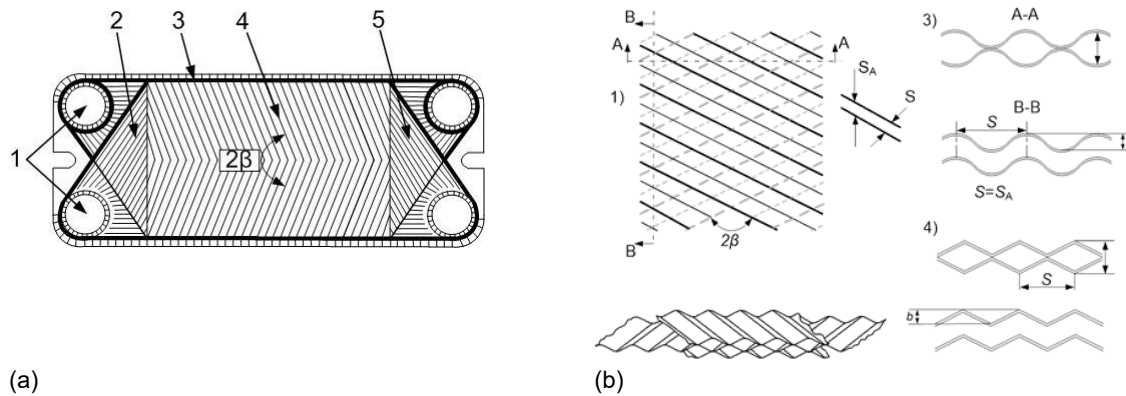 2 3 4 5
1
2β
(a)
B
A A
1)
S_A
S
2β
B
(b)
3) A-A
B-B
S
S=S_A
4)
S
b